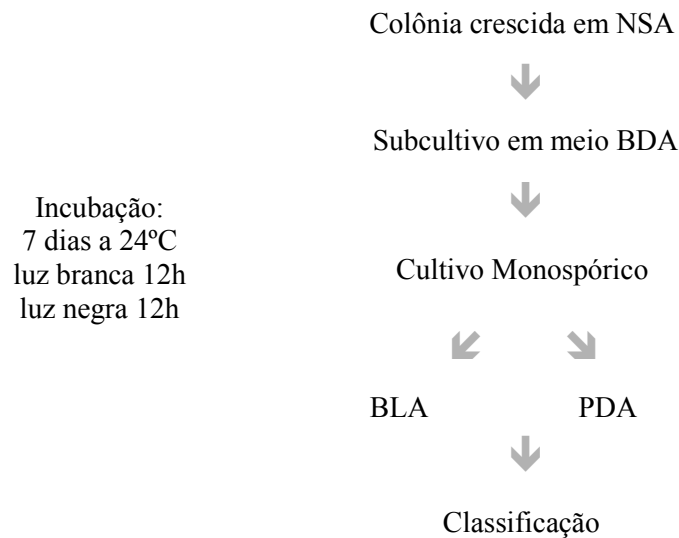 Colônia crescida em NSA
Subcultivo em meio BDA
Incubação:
7 dias a 24ºC
luz branca 12h
luz negra 12h
Cultivo Monospórico
BLA PDA
Classificação